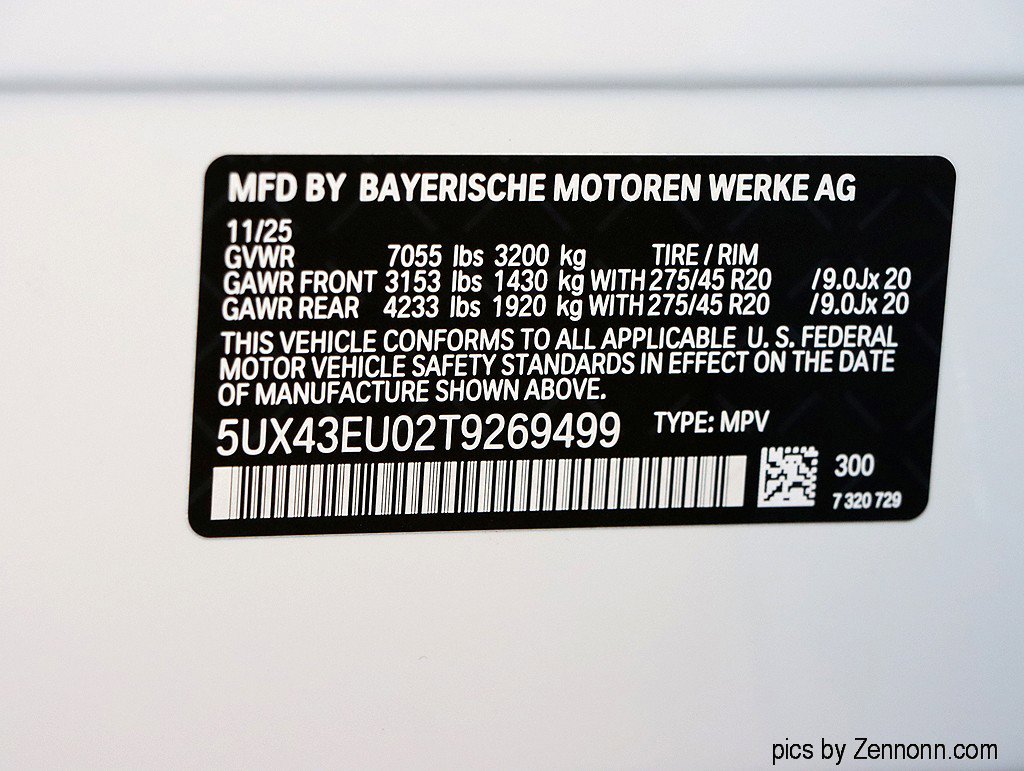 MFD BY BAYERISCHE MOTOREN WERKE AG
11/25
GVWR 7055 lbs 3200 kg TIRE / RIM
GAWR FRONT 3153 lbs 1430 kg WITH 275/45 R20 /9.0Jx 20
GAWR REAR 4233 lbs 1920 kg WITH 275/45 R20 /9.0Jx 20
THIS VEHICLE CONFORMS TO ALL APPLICABLE U. S. FEDERAL
MOTOR VEHICLE SAFETY STANDARDS IN EFFECT ON THE DATE
OF MANUFACTURE SHOWN ABOVE.
5UX43EU02T9269499 TYPE: MPV
300
7 320 729
pics by Zennonn.com